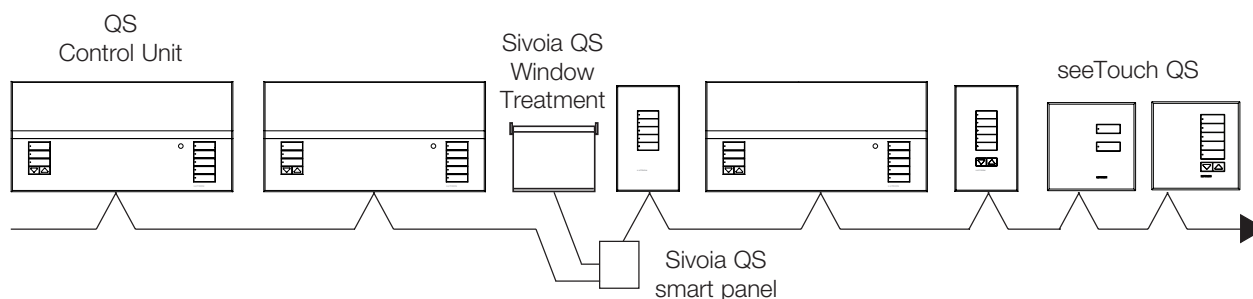 QS
Control Unit
Sivoia QS
Window
Treatment
seeTouch QS
Sivoia QS
smart panel